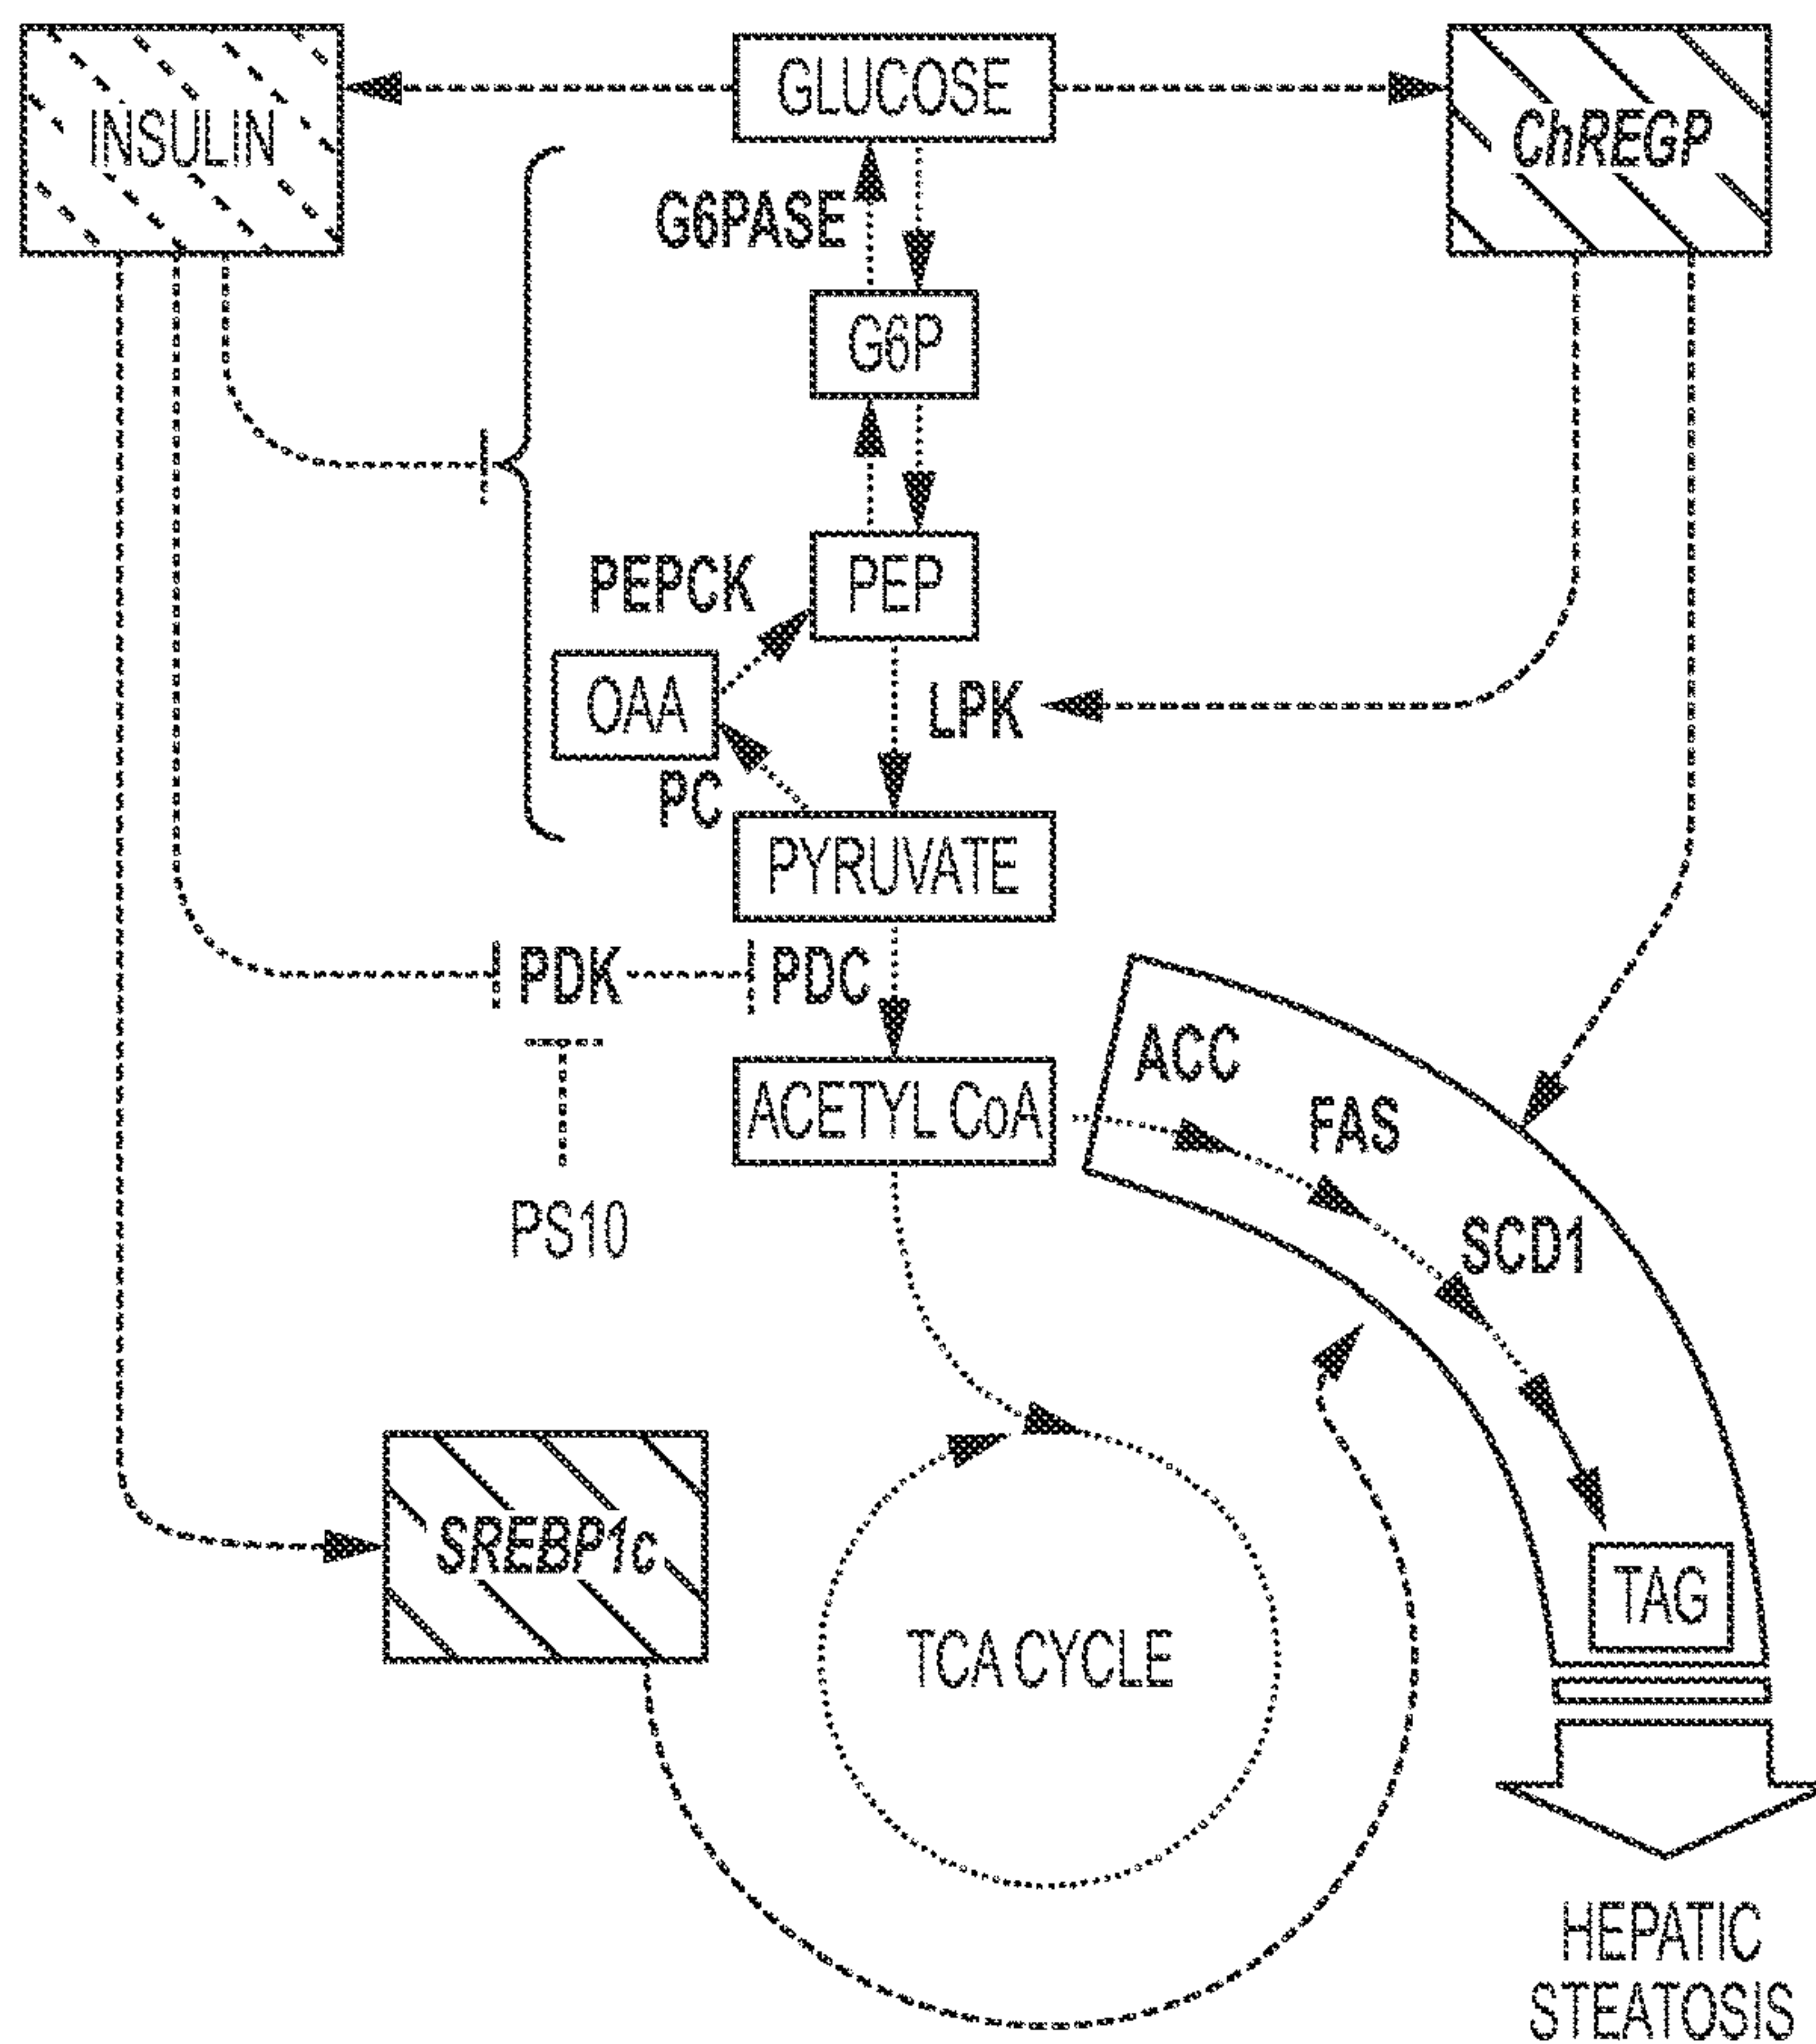 INSULIN
GLUCOSE
ChREGP
G6PASE
G6P
PEPCK
PEP
OAA
LPK
PC
PYRUVATE
PDK
PDC
ACETYL CoA
ACC
FAS
SCD1
PS10
SREBP1c
TCA CYCLE
TAG
HEPATIC
STEATOSIS